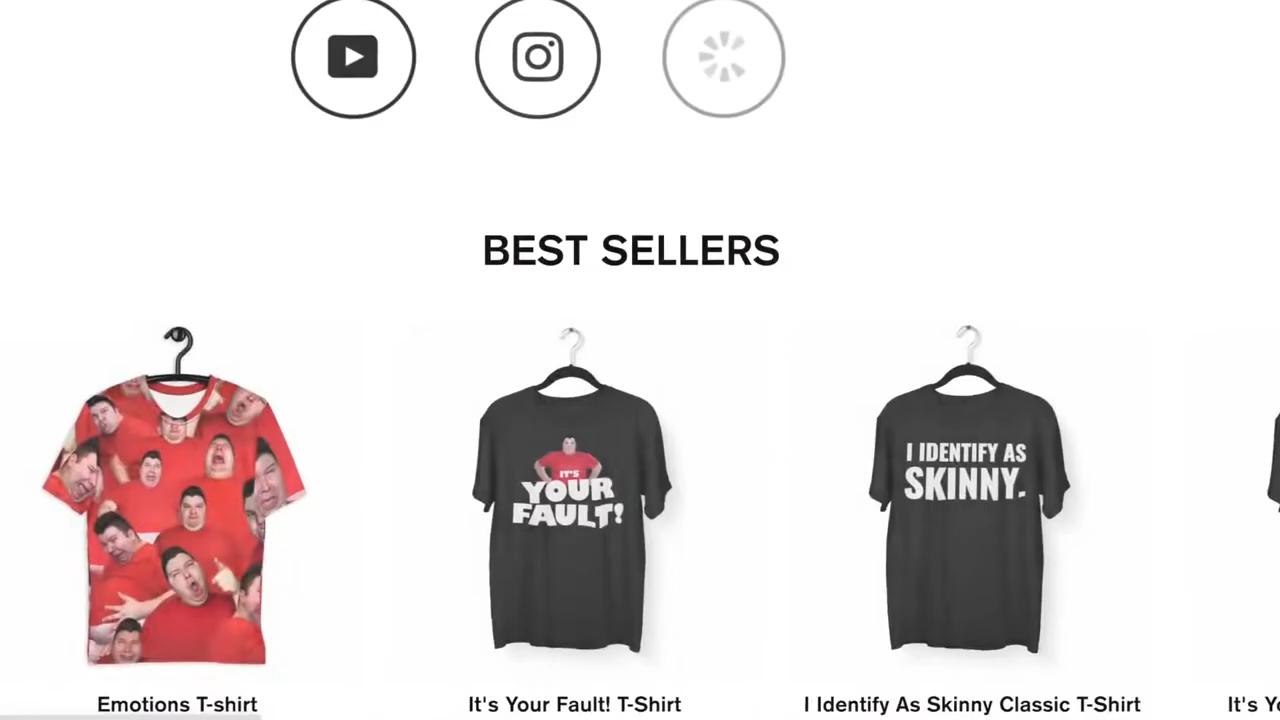 BEST SELLERS
IT'S
YOUR
FAULT!
I IDENTIFY AS
SKINNY.
Emotions T-shirt
It's Your Fault! T-Shirt
I Identify As Skinny Classic T-Shirt
It's